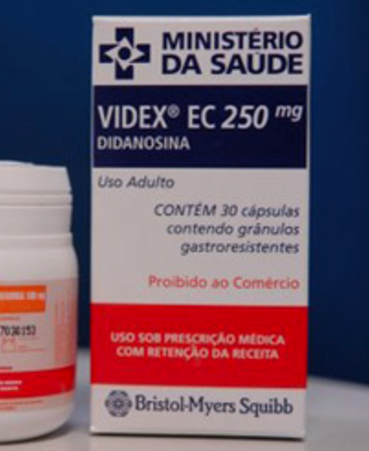 MINISTÉRIO
DA SAÚDE
VIDEX® EC 250 mg
DIDANOSINA
Uso Adulto
CONTÉM 30 cápsulas
contendo grânulos
gastroresistentes
Proibido ao Comércio
USO SOB PRESCRIÇÃO MÉDICA
COM RETENÇÃO DA RECEITA
Bristol-Myers Squibb